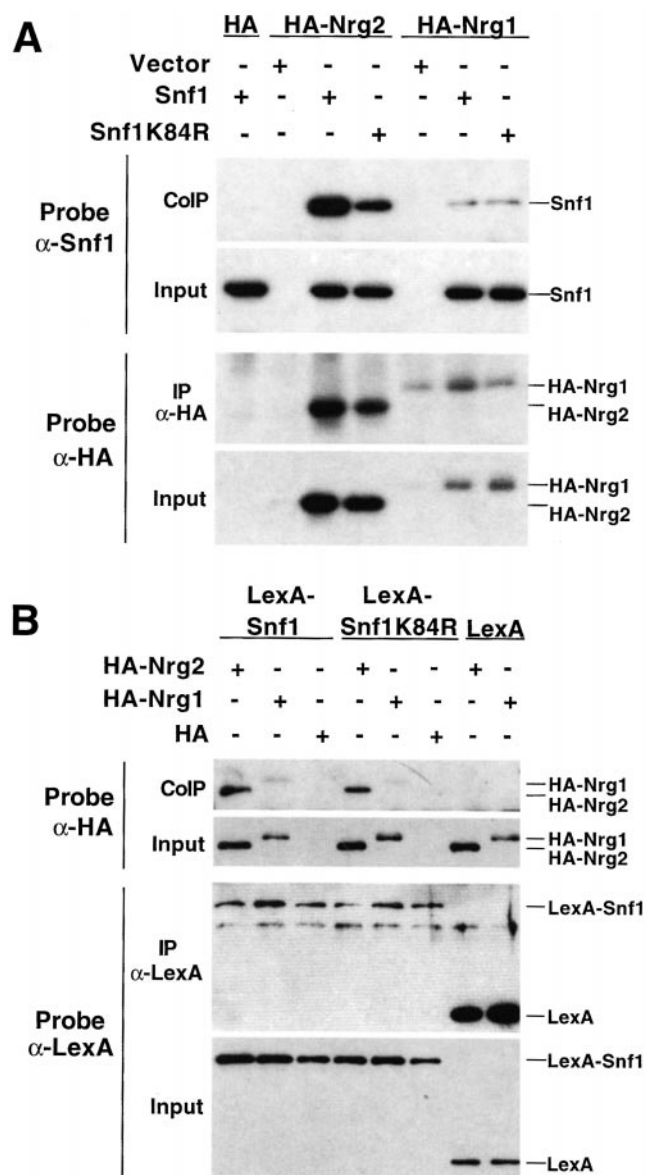 A
HA HA-Nrg2 HA-Nrg1
Vector - + - - + - -
Snf1 + - + - - + -
Snf1K84R - - - + - - +
Probe α-Snf1
CoIP
Snf1
Input
Snf1
Probe α-HA
IP α-HA
HA-Nrg1
HA-Nrg2
Input
HA-Nrg1
HA-Nrg2
B
LexA-Snf1 LexA-Snf1K84R LexA
HA-Nrg2 + - - + - - + -
HA-Nrg1 - + - - + - - +
HA - - + - - + - -
Probe α-HA
CoIP
HA-Nrg1
HA-Nrg2
Input
HA-Nrg1
HA-Nrg2
Probe α-LexA
IP α-LexA
LexA-Snf1
LexA
Input
LexA-Snf1
LexA